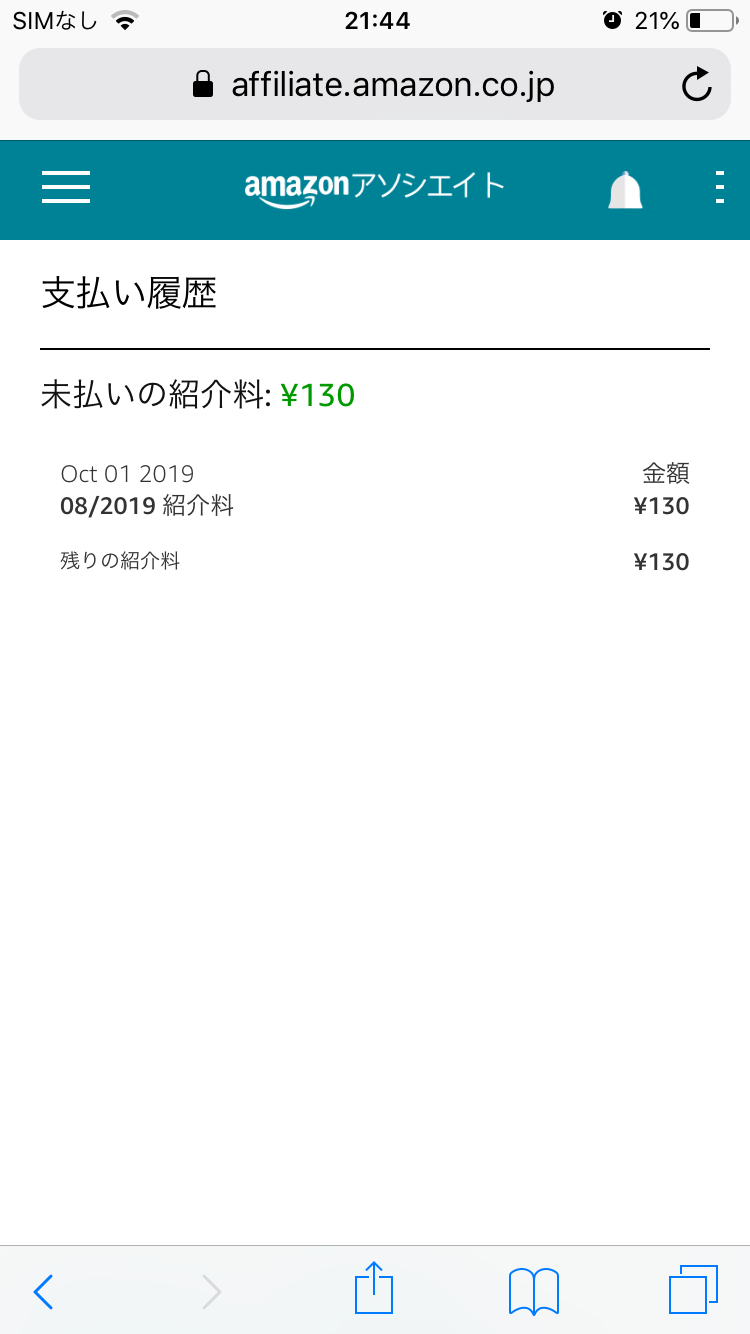 SIMなし 21:44 21%
affiliate.amazon.co.jp
amazonアソシエイト
支払い履歴
未払いの紹介料: ¥130
Oct 01 2019 金額
08/2019 紹介料 ¥130
残りの紹介料 ¥130